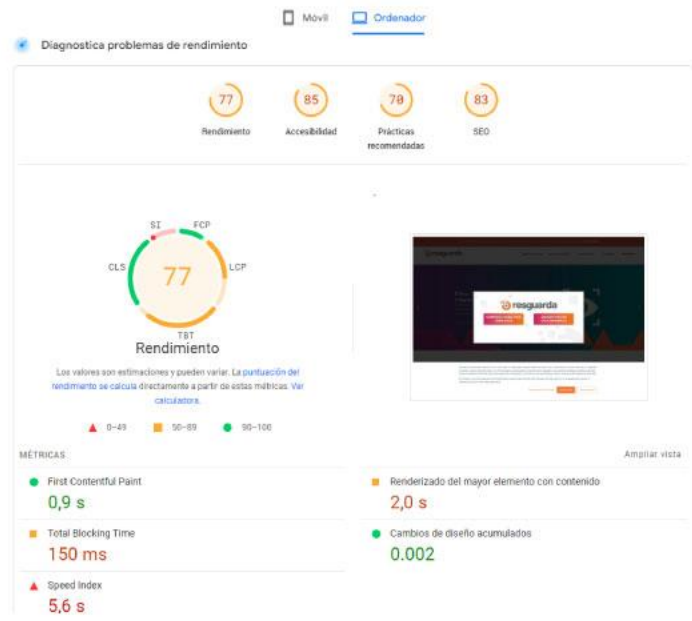 Móvil
Ordenador
Diagnostica problemas de rendimiento
77
85
70
83
Rendimiento
Accesibilidad
Prácticas
recomendadas
SEO
SI
FCP
CLS
LCP
77
TBT
Rendimiento
Los valores son estimaciones y pueden variar. La puntuación del
rendimiento se calcula directamente a partir de estas métricas. Ver
calculadora.
0–49
50–89
90–100
resguarda
MÉTRICAS
Ampliar vista
First Contentful Paint
0,9 s
Renderizado del mayor elemento con contenido
2,0 s
Total Blocking Time
150 ms
Cambios de diseño acumulados
0.002
Speed Index
5,6 s